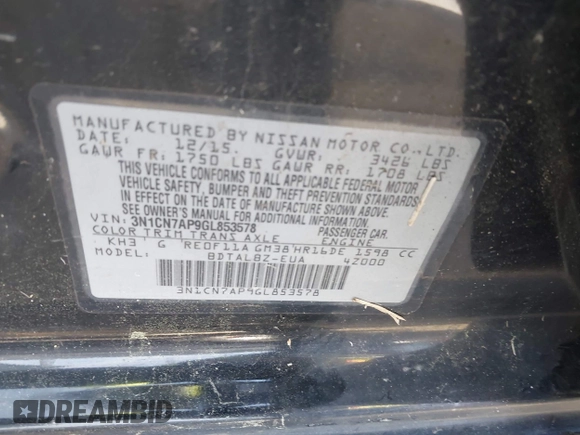 MANUFACTURED BY NISSAN MOTOR CO.,LTD.
DATE: 12/15. GVWR: 3426 LBS
GAWR FR: 1750 LBS GAWR RR: 1708 LBS
THIS VEHICLE CONFORMS TO ALL APPLICABLE FEDERAL MOTOR
VEHICLE SAFETY, BUMPER AND THEFT PREVENTION STANDARDS
IN EFFECT ON THE DATE OF MANUFACTURE SHOWN ABOVE.
SEE OWNER'S MANUAL FOR ADDITIONAL INFORMATION.
VIN: 3N1CN7AP9GL853578 PASSENGER CAR.
COLOR TRIM TRANS AXLE ENGINE
KH3 G RE0F11A GM38 HR16DE 1598 CC
BDTALBZ-EUA 4Z000
3N1CN7AP9GL853578
DREAMBID